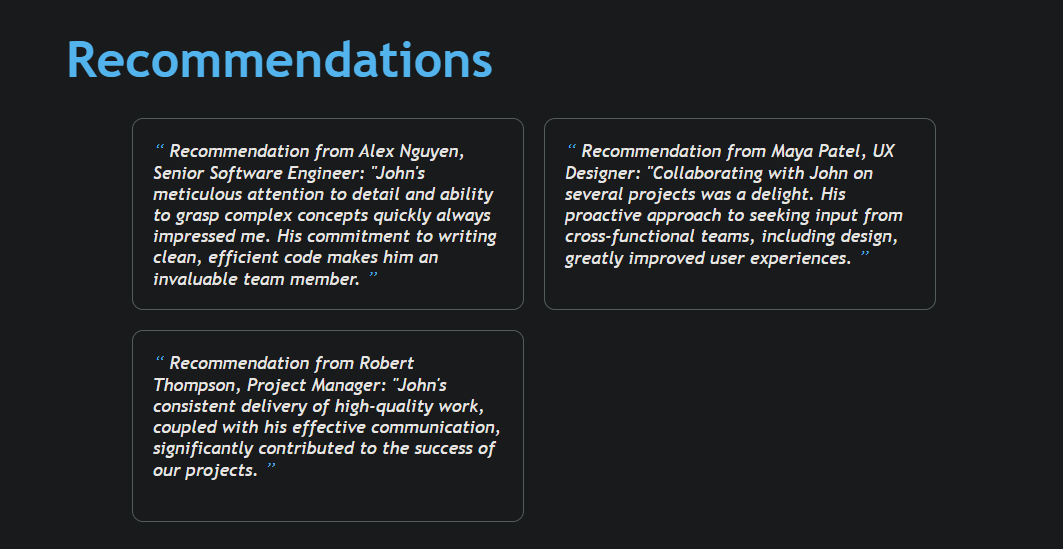 Recommendations
“ Recommendation from Alex Nguyen,
Senior Software Engineer: "John's
meticulous attention to detail and ability
to grasp complex concepts quickly always
impressed me. His commitment to writing
clean, efficient code makes him an
invaluable team member. ”
“ Recommendation from Maya Patel, UX
Designer: "Collaborating with John on
several projects was a delight. His
proactive approach to seeking input from
cross-functional teams, including design,
greatly improved user experiences. ”
“ Recommendation from Robert
Thompson, Project Manager: "John's
consistent delivery of high-quality work,
coupled with his effective communication,
significantly contributed to the success of
our projects. ”